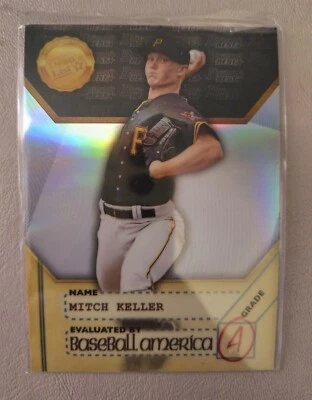 P
NAME
MITCH KELLER
EVALUATED BY
BaseBall america
GRADE
A